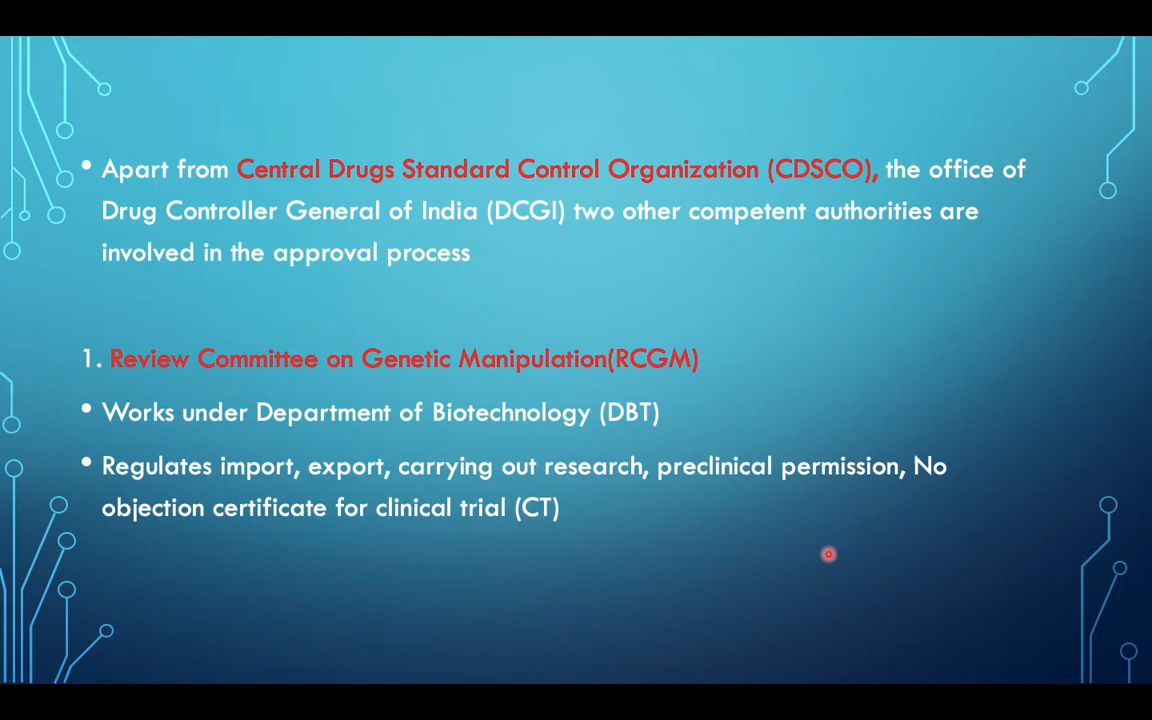 • Apart from Central Drugs Standard Control Organization (CDSCO), the office of
Drug Controller General of India (DCGI) two other competent authorities are
involved in the approval process
1. Review Committee on Genetic Manipulation(RCGM)
• Works under Department of Biotechnology (DBT)
• Regulates import, export, carrying out research, preclinical permission, No
objection certificate for clinical trial (CT)